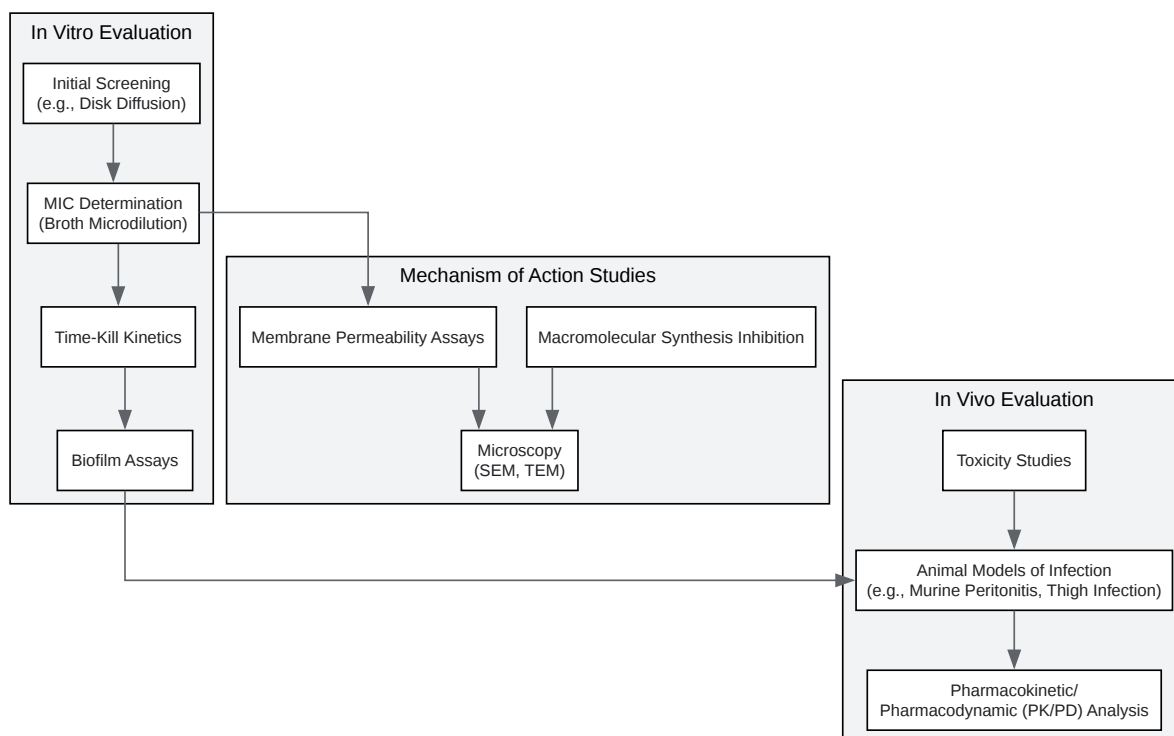 In Vitro Evaluation
Initial Screening
(e.g., Disk Diffusion)
MIC Determination
(Broth Microdilution)
Time-Kill Kinetics
Biofilm Assays
Mechanism of Action Studies
Membrane Permeability Assays
Macromolecular Synthesis Inhibition
Microscopy
(SEM, TEM)
In Vivo Evaluation
Toxicity Studies
Animal Models of Infection
(e.g., Murine Peritonitis, Thigh Infection)
Pharmacokinetic/
Pharmacodynamic (PK/PD) Analysis